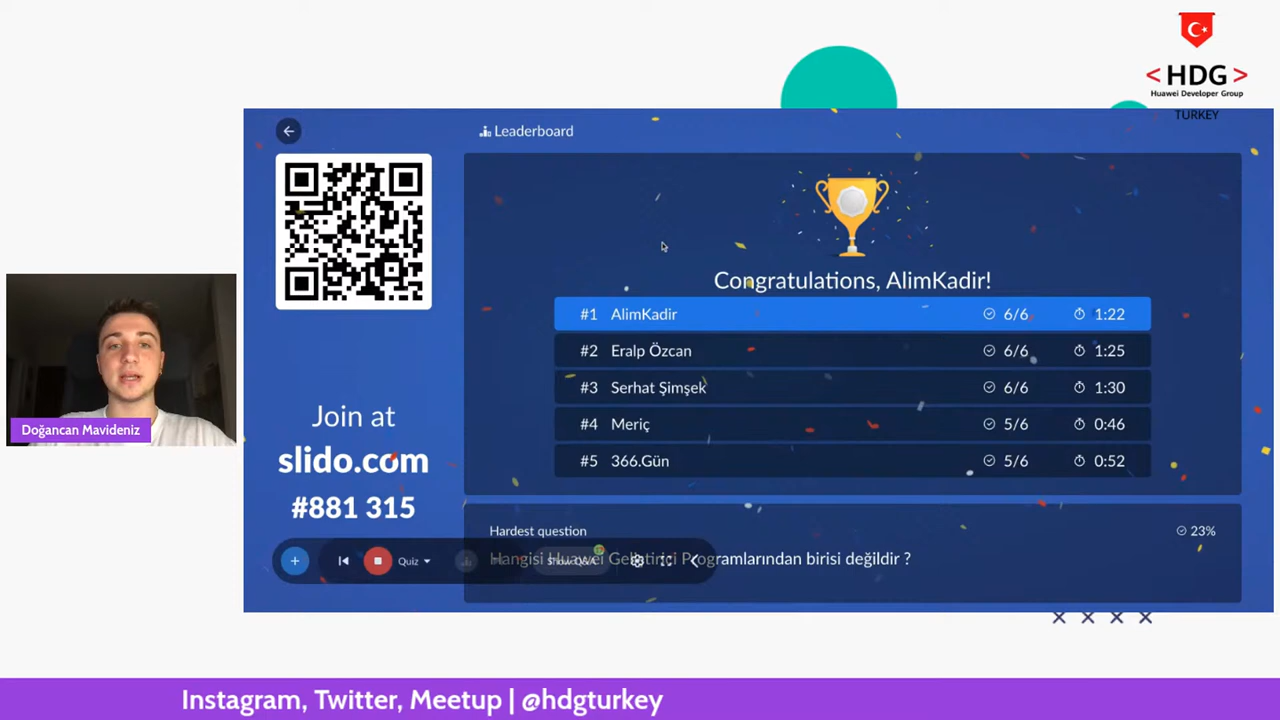 < HDG >
Huawei Developer Group
TURKEY
Leaderboard
Congratulations, AlimKadir!
#1 AlimKadir 6/6 1:22
#2 Eralp Özcan 6/6 1:25
#3 Serhat Şimşek 6/6 1:30
#4 Meriç 5/6 0:46
#5 366.Gün 5/6 0:52
Join at
slido.com
#881 315
Doğancan Mavideniz
Hardest question 23%
Hangisi Huawei Geliştirici Programlarından birisi değildir ?
Quiz
Show Q&A
Instagram, Twitter, Meetup | @hdgturkey